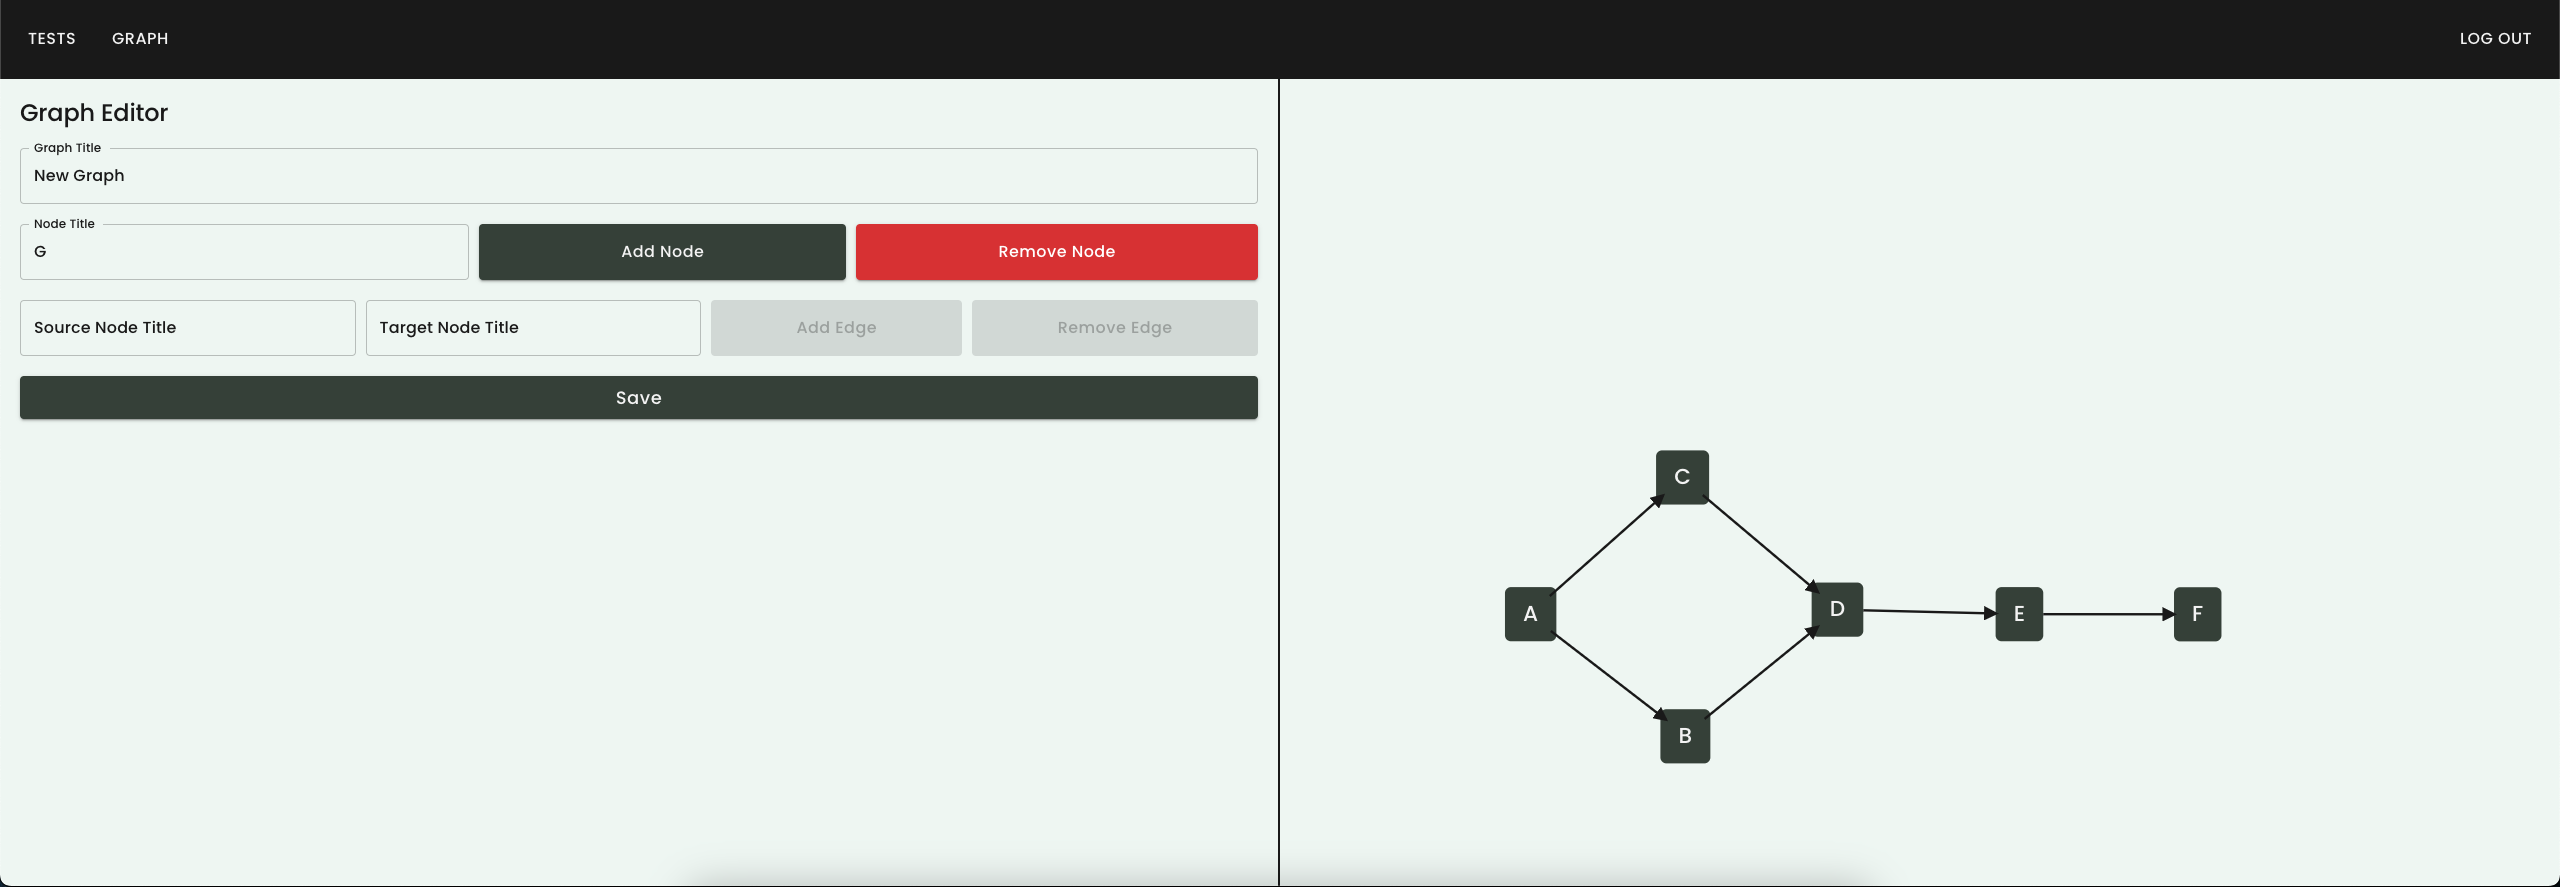 TESTS GRAPH LOG OUT
Graph Editor
Graph Title
New Graph
Node Title
G
Add Node
Remove Node
Source Node Title
Target Node Title
Add Edge
Remove Edge
Save
C
A
D
E
F
B